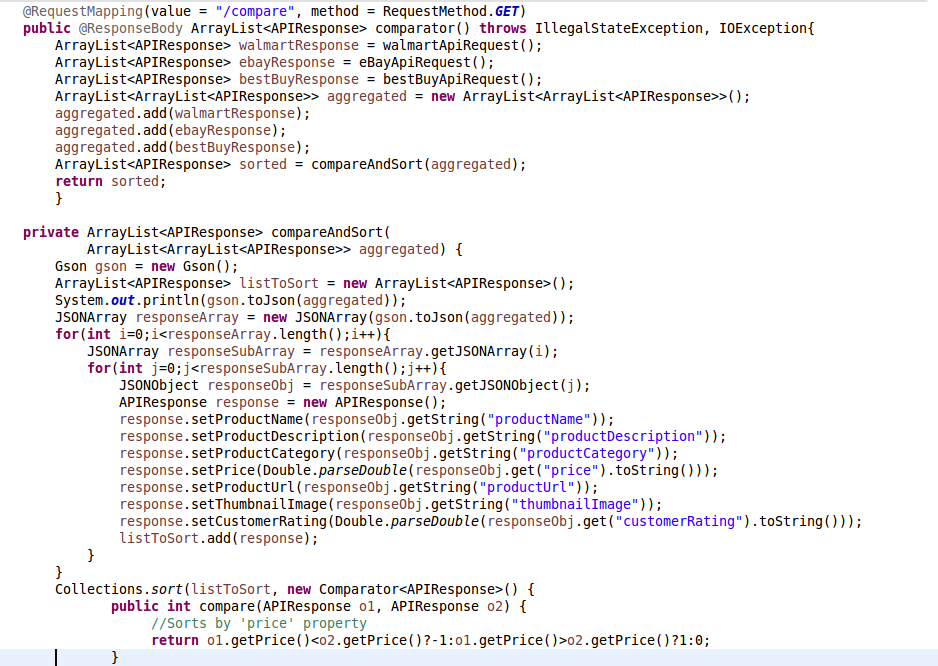 @RequestMapping(value = "/compare", method = RequestMethod.GET)
public @ResponseBody ArrayList<APIResponse> comparator() throws IllegalStateException, IOException{
    ArrayList<APIResponse> walmartResponse = walmartApiRequest();
    ArrayList<APIResponse> ebayResponse = eBayApiRequest();
    ArrayList<APIResponse> bestBuyResponse = bestBuyApiRequest();
    ArrayList<ArrayList<APIResponse>> aggregated = new ArrayList<ArrayList<APIResponse>>();
    aggregated.add(walmartResponse);
    aggregated.add(ebayResponse);
    aggregated.add(bestBuyResponse);
    ArrayList<APIResponse> sorted = compareAndSort(aggregated);
    return sorted;
    }

private ArrayList<APIResponse> compareAndSort(
        ArrayList<ArrayList<APIResponse>> aggregated) {
    Gson gson = new Gson();
    ArrayList<APIResponse> listToSort = new ArrayList<APIResponse>();
    System.out.println(gson.toJson(aggregated));
    JSONArray responseArray = new JSONArray(gson.toJson(aggregated));
    for(int i=0;i<responseArray.length();i++){
        JSONArray responseSubArray = responseArray.getJSONArray(i);
        for(int j=0;j<responseSubArray.length();j++){
            JSONObject responseObj = responseSubArray.getJSONObject(j);
            APIResponse response = new APIResponse();
            response.setProductName(responseObj.getString("productName"));
            response.setProductDescription(responseObj.getString("productDescription"));
            response.setProductCategory(responseObj.getString("productCategory"));
            response.setPrice(Double.parseDouble(responseObj.get("price").toString()));
            response.setProductUrl(responseObj.getString("productUrl"));
            response.setThumbnailImage(responseObj.getString("thumbnailImage"));
            response.setCustomerRating(Double.parseDouble(responseObj.get("customerRating").toString()));
            listToSort.add(response);
        }
    }
    Collections.sort(listToSort, new Comparator<APIResponse>() {
           public int compare(APIResponse o1, APIResponse o2) {
                //Sorts by 'price' property
                return o1.getPrice()<o2.getPrice()?-1:o1.getPrice()>o2.getPrice()?1:0;
           }